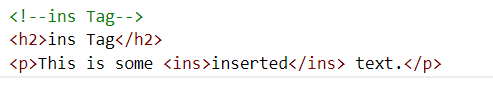 <!--ins Tag-->
<h2>ins Tag</h2>
<p>This is some <ins>inserted</ins> text.</p>